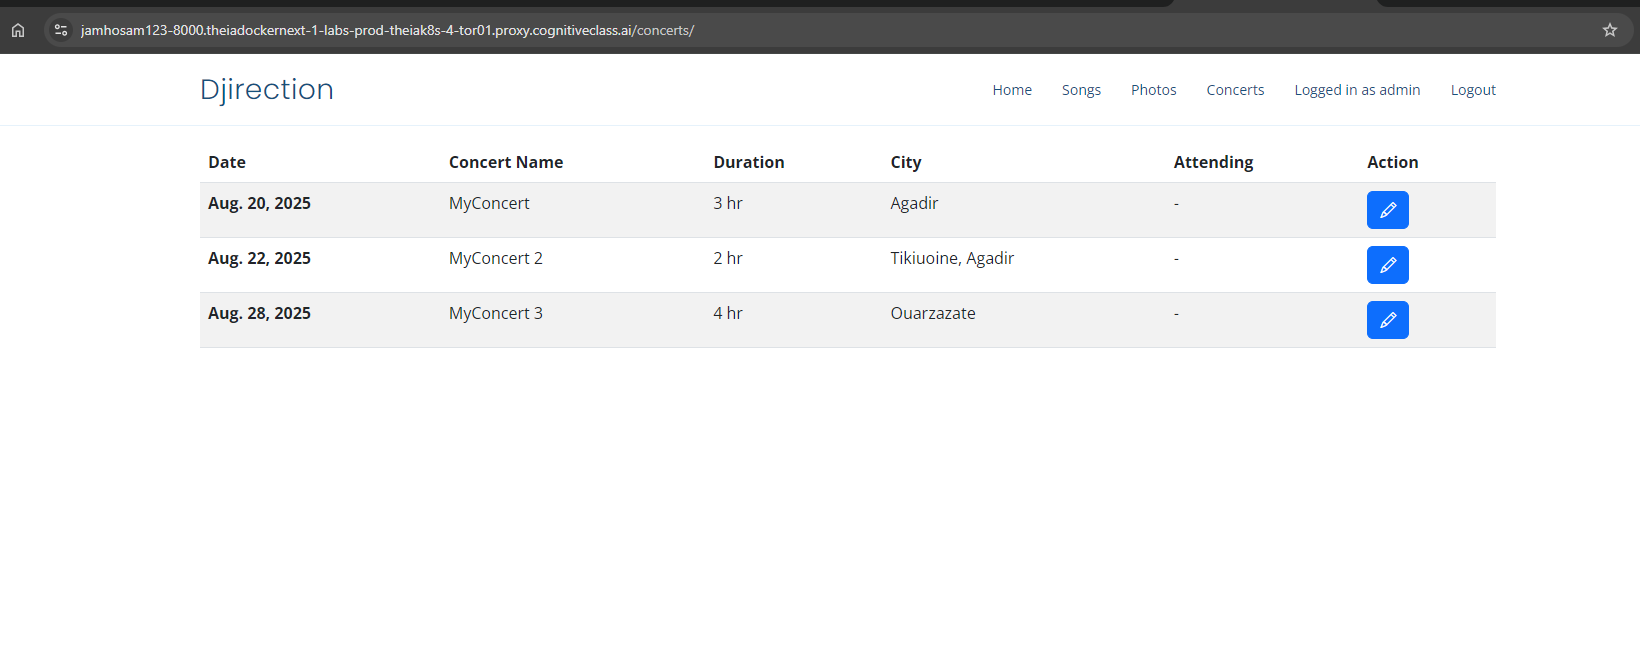 jamhosam123-8000.theiadockernext-1-labs-prod-theiak8s-4-tor01.proxy.cognitiveclass.ai/concerts/
Djirection Home Songs Photos Concerts Logged in as admin Logout
Date Concert Name Duration City Attending Action
Aug. 20, 2025 MyConcert 3 hr Agadir -
Aug. 22, 2025 MyConcert 2 2 hr Tikiuoine, Agadir -
Aug. 28, 2025 MyConcert 3 4 hr Ouarzazate -